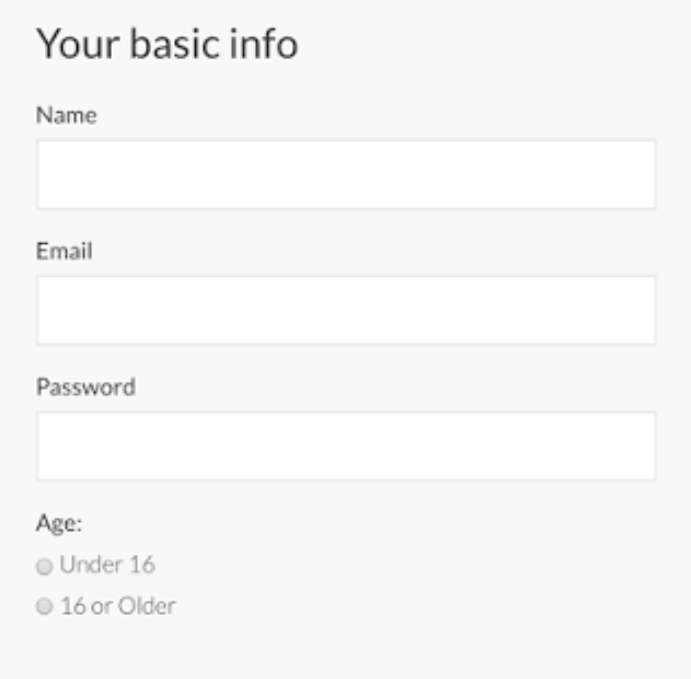 Your basic info
Name
Email
Password
Age:
Under 16
16 or Older